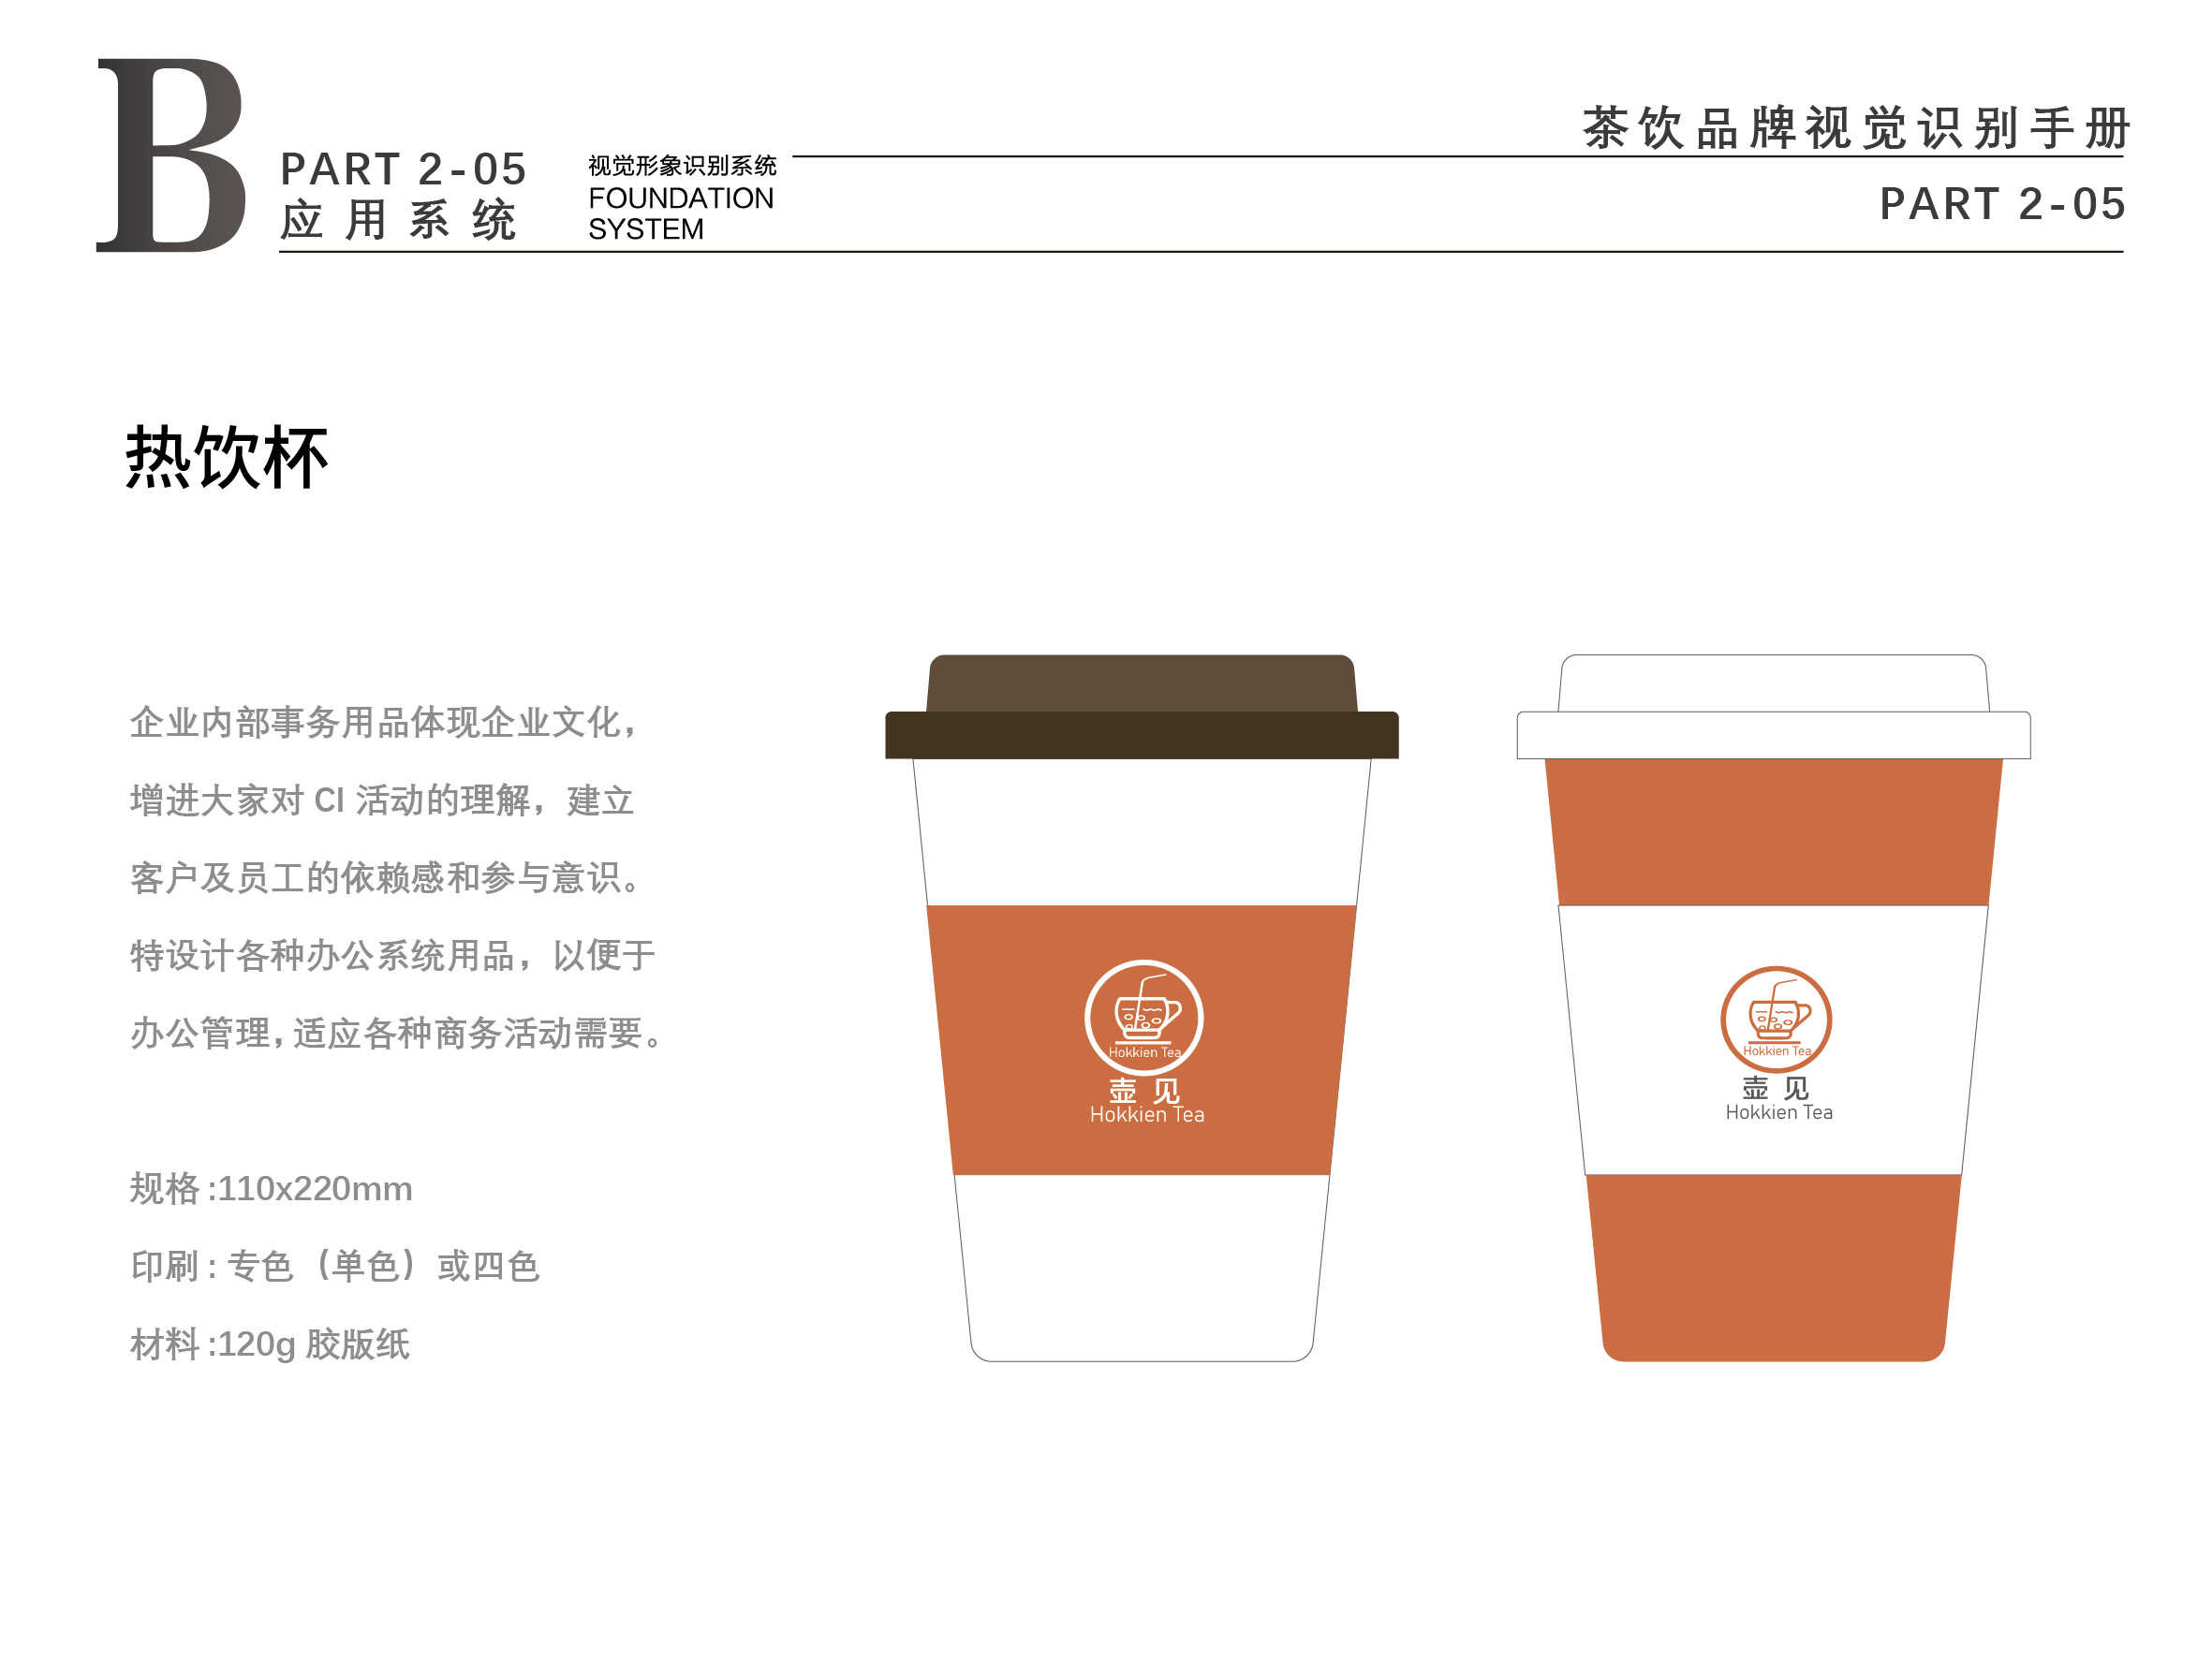 B
PART 2-05
应用系统
视觉形象识别系统
FOUNDATION
SYSTEM
茶饮品牌视觉识别手册
PART 2-05
热饮杯
企业内部事务用品体现企业文化，
增进大家对 CI 活动的理解，建立
客户及员工的依赖感和参与意识。
特设计各种办公系统用品，以便于
办公管理，适应各种商务活动需要。
规格 :110x220mm
印刷 : 专色（单色）或四色
材料 :120g 胶版纸
Hokkien Tea
壶见
Hokkien Tea
Hokkien Tea
壶见
Hokkien Tea